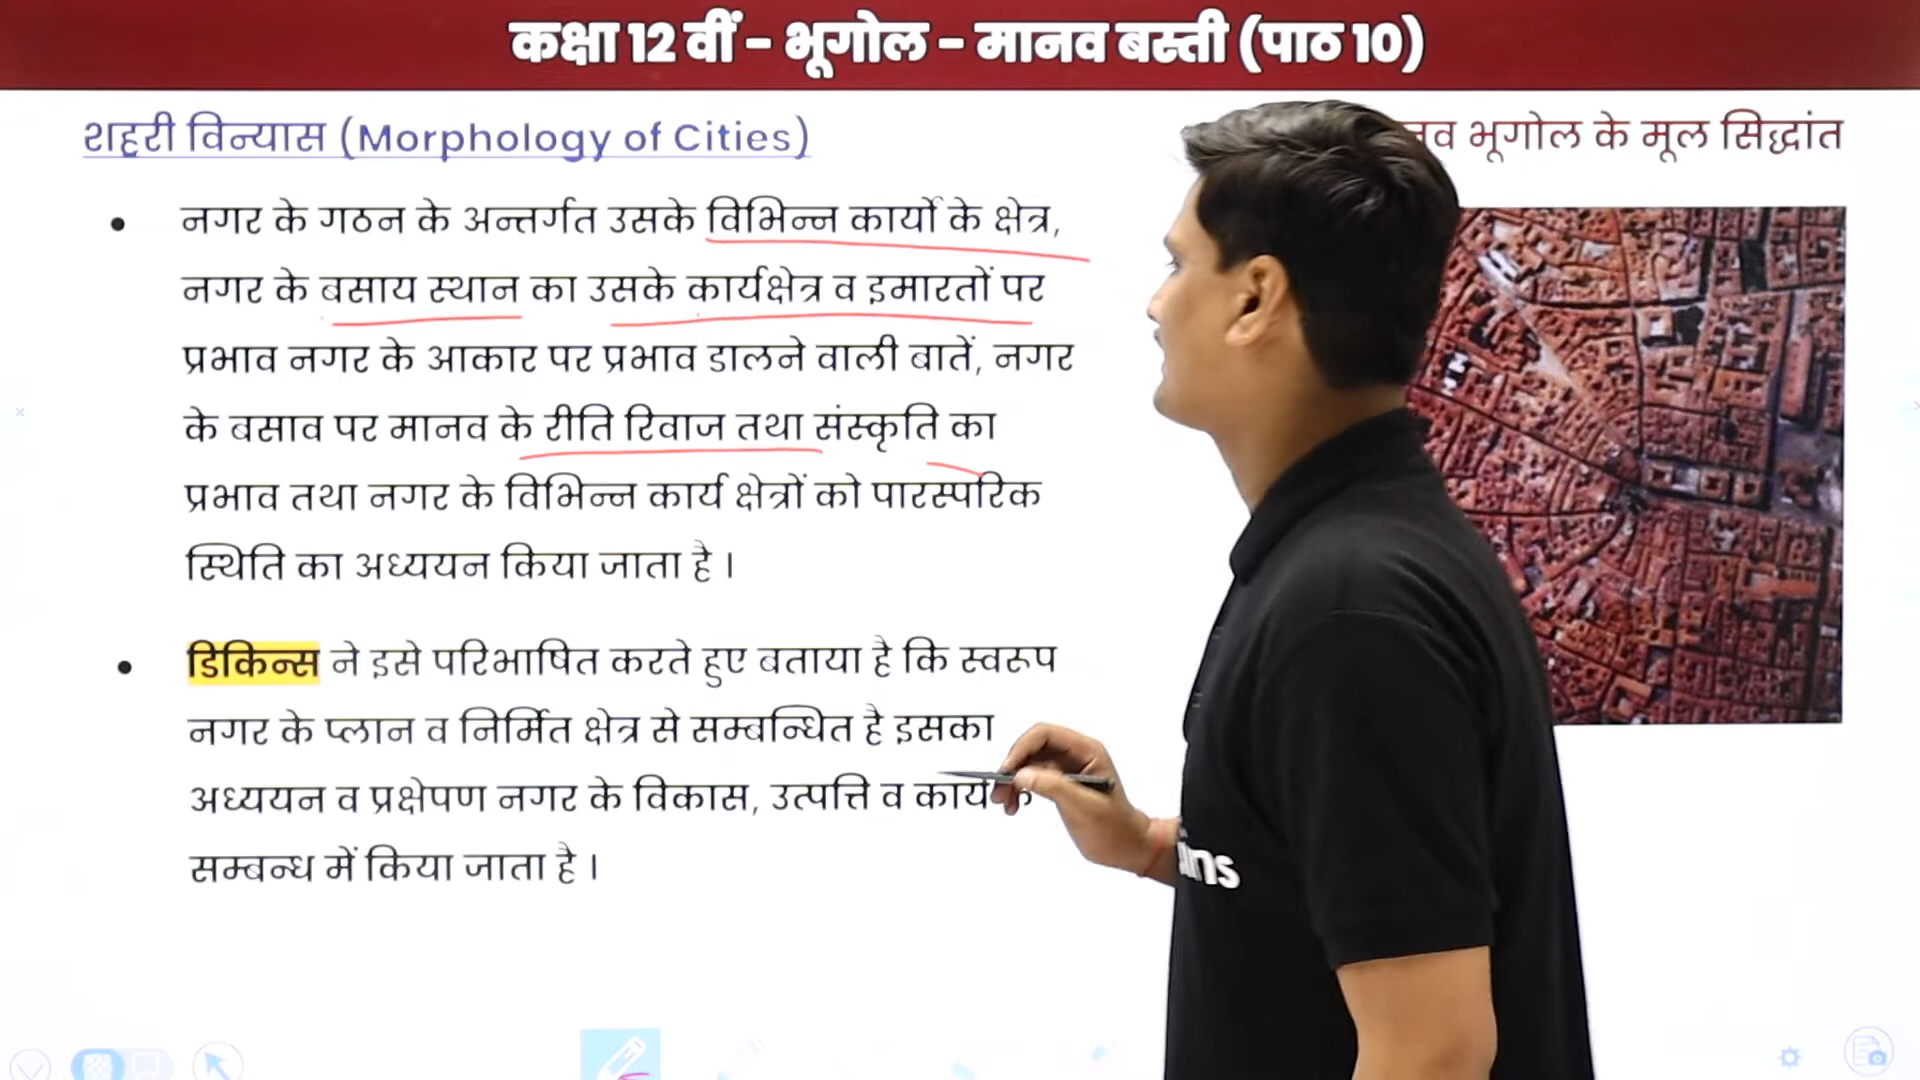 कक्षा 12 वीं - भूगोल - मानव बस्ती (पाठ 10)
शहरी विन्यास (Morphology of Cities)
भूगोल के मूल सिद्धांत
नगर के गठन के अन्तर्गत उसके विभिन्न कार्यो के क्षेत्र,
नगर के बसाय स्थान का उसके कार्यक्षेत्र व इमारतों पर
प्रभाव नगर के आकार पर प्रभाव डालने वाली बातें, नगर
के बसाव पर मानव के रीति रिवाज तथा संस्कृति का
प्रभाव तथा नगर के विभिन्न कार्य क्षेत्रों को पारस्परिक
स्थिति का अध्ययन किया जाता है ।
डिकिन्स ने इसे परिभाषित करते हुए बताया है कि स्वरूप
नगर के प्लान व निर्मित क्षेत्र से सम्बन्धित है इसका
अध्ययन व प्रक्षेपण नगर के विकास, उत्पत्ति व कार्य
सम्बन्ध में किया जाता है ।